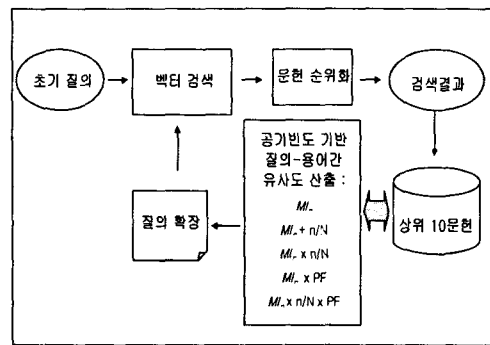 초기 질의
벡터 검색
문헌 순위화
검색결과
공기빈도 기반
질의-용어간
유사도 산출 :
MI
MI + n/N
MI x n/N
MI x PF
MI x n/N x PF
상위 10문헌
질의 확장